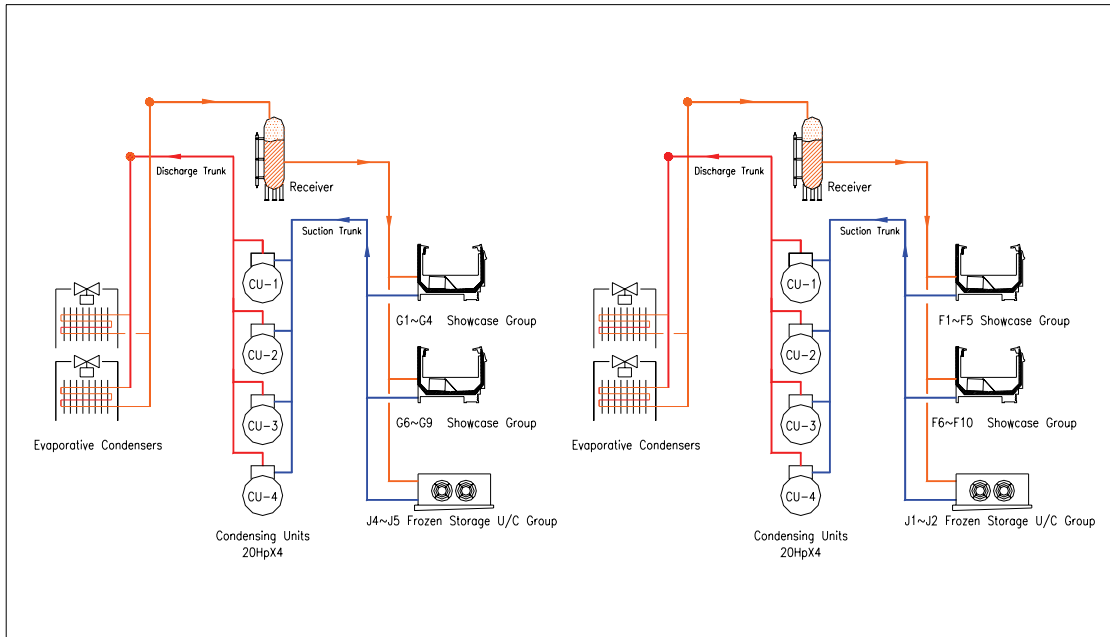 Discharge Trunk
Receiver
Suction Trunk
CU-1
G1~G4 Showcase Group
CU-2
CU-3
G6~G9 Showcase Group
Evaporative Condensers
CU-4
J4~J5 Frozen Storage U/C Group
Condensing Units
20HpX4
Discharge Trunk
Receiver
Suction Trunk
CU-1
F1~F5 Showcase Group
CU-2
CU-3
F6~F10 Showcase Group
Evaporative Condensers
CU-4
J1~J2 Frozen Storage U/C Group
Condensing Units
20HpX4